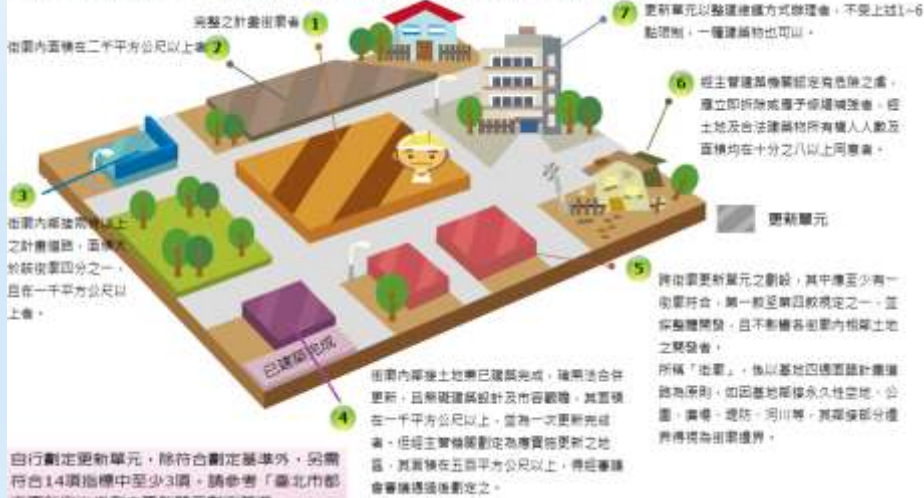 1
完整之計畫街廓者
街廓內面積在二千平方公尺以上者
2
3
街廓內鄰接兩條以上
之計畫道路,面積大
於該街廓四分之一,
且在一千平方公尺以
上者。
已建築完成
4
街廓內鄰接土地業已建築完成,確無法合併
更新,且無礙建築設計及市容觀瞻,其面積
在一千平方公尺以上,並為一次更新完成
者。但經主管機關劃定為應實施更新之地
區,其面積在五百平方公尺以上,得經審議
會審議通過後劃定之。
5
跨街廓更新單元之劃設,其中應至少有一
街廓符合,第一款至第四款規定之一,並
採整體開發,且不影響各街廓內相鄰土地
之開發者。
所稱「街廓」,係以基地四週面臨計畫道
路為原則,如因基地鄰接永久性空地、公
園、廣場、堤防、河川等,其鄰接部分邊
界得視為街廓邊界。
6
經主管建築機關認定有危險之虞,
應立即拆除或應予修繕補強者,經
土地及合法建築物所有權人人數及
面積均在十分之八以上同意者。
7
更新單元以整建維護方式辦理者,不受上述1~6
點限制,一幢建築物也可以。
更新單元
自行劃定更新單元,除符合劃定基準外,另需
符合14項指標中至少3項。請參考「臺北市都